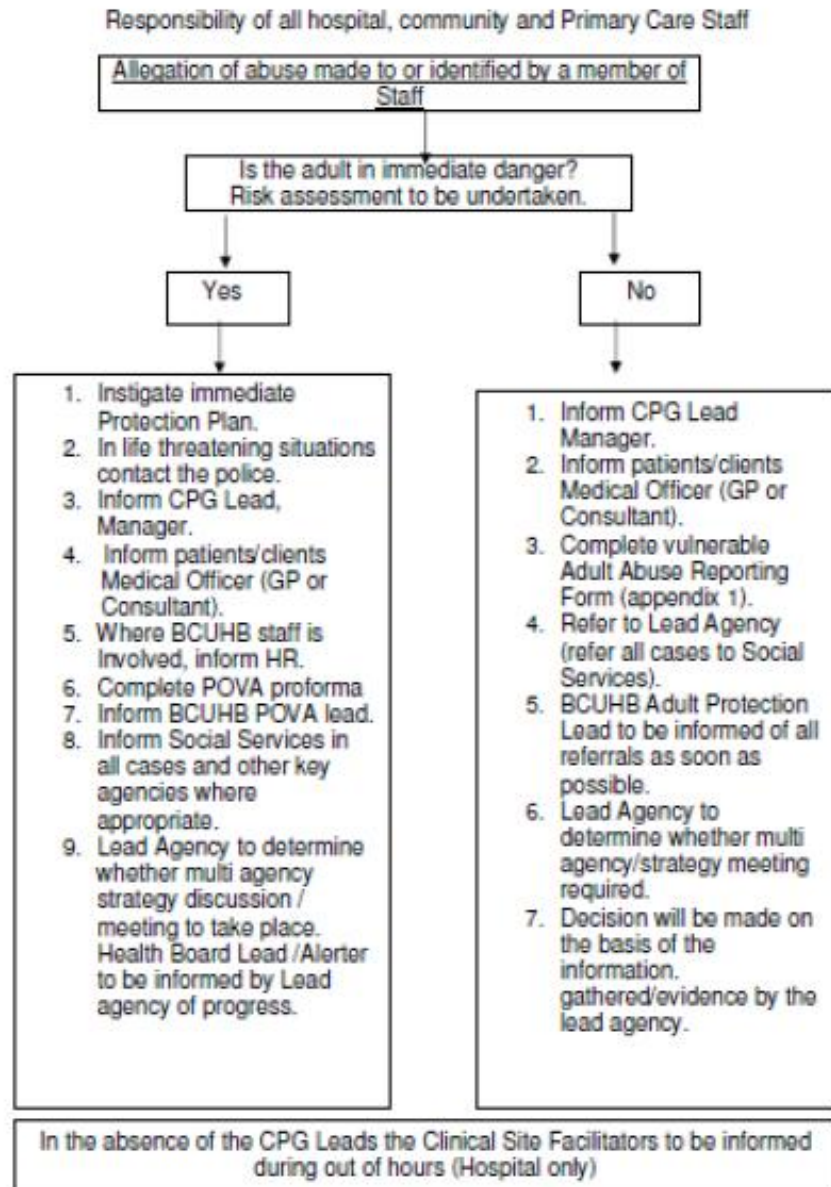 Responsibility of all hospital, community and Primary Care Staff
Allegation of abuse made to or identified by a member of
Staff
Is the adult in immediate danger?
Risk assessment to be undertaken.
Yes
No
1. Instigate immediate
Protection Plan.
2. In life threatening situations
contact the police.
3. Inform CPG Lead,
Manager.
4. Inform patients/clients
Medical Officer (GP or
Consultant).
5. Where BCUHB staff is
Involved, inform HR.
6. Complete POVA proforma
7. Inform BCUHB POVA lead.
8. Inform Social Services in
all cases and other key
agencies where
appropriate.
9. Lead Agency to determine
whether multi agency
strategy discussion /
meeting to take place.
Health Board Lead /Alerter
to be informed by Lead
agency of progress.
1. Inform CPG Lead
Manager.
2. Inform patients/clients
Medical Officer (GP or
Consultant).
3. Complete vulnerable
Adult Abuse Reporting
Form (appendix 1).
4. Refer to Lead Agency
(refer all cases to Social
Services).
5. BCUHB Adult Protection
Lead to be informed of all
referrals as soon as
possible.
6. Lead Agency to
determine whether multi
agency/strategy meeting
required.
7. Decision will be made on
the basis of the
information.
gathered/evidence by the
lead agency.
In the absence of the CPG Leads the Clinical Site Facilitators to be informed
during out of hours (Hospital only)